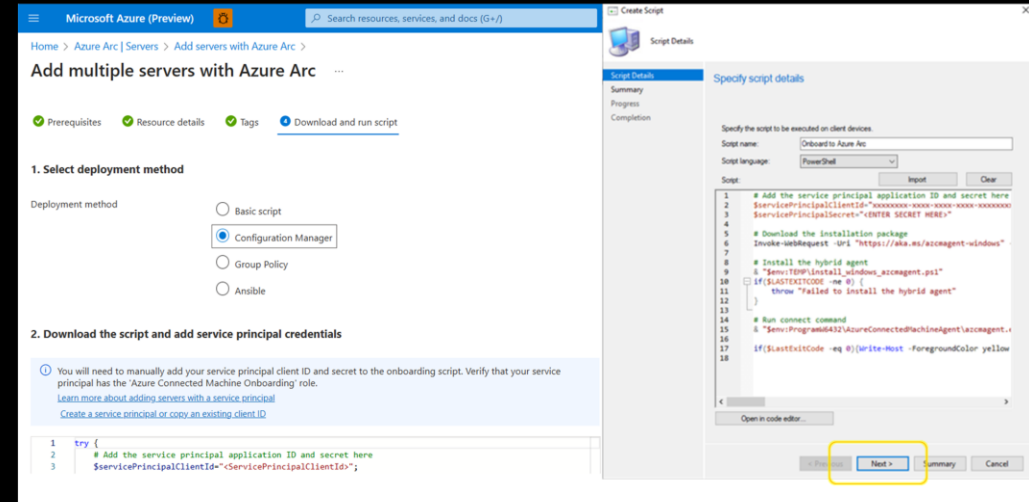 Microsoft Azure (Preview)
Search resources, services, and docs (G+/)
Home > Azure Arc | Servers > Add servers with Azure Arc >
Add multiple servers with Azure Arc ...
Prerequisites
Resource details
Tags
4 Download and run script
1. Select deployment method
Deployment method
Basic script
Configuration Manager
Group Policy
Ansible
2. Download the script and add service principal credentials
You will need to manually add your service principal client ID and secret to the onboarding script. Verify that your service
principal has the 'Azure Connected Machine Onboarding' role.
Learn more about adding servers with a service principal
Create a service principal or copy an existing client ID
1 try {
2 # Add the service principal application ID and secret here
3 $servicePrincipalClientId="<ServicePrincipalClientId>";
Create Script
Script Details
Script Details
Summary
Progress
Completion
Specify script details
Specify the script to be executed on client devices.
Script name: Onboard to Azure Arc
Script language: PowerShell
Script: Import Clear
1 # Add the service principal application ID and secret here
2 $servicePrincipalClientId="xxxxxxxx-xxxx-xxxx-xxxx-xxxxxxx
3 $servicePrincipalSecret="<ENTER SECRET HERE>"
4
5 # Download the installation package
6 Invoke-WebRequest -Uri "https://aka.ms/azcmagent-windows" -
7
8 # Install the hybrid agent
9 & "$env:TEMP\install_windows_azcmagent.ps1"
10 if($LASTEXITCODE -ne 0) {
11 throw "Failed to install the hybrid agent"
12 }
13
14 # Run connect command
15 & "$env:ProgramW6432\AzureConnectedMachineAgent\azcmagent.e
16
17 if($LastExitCode -eq 0){Write-Host -ForegroundColor yellow
18
Open in code editor...
< Previous Next > Summary Cancel